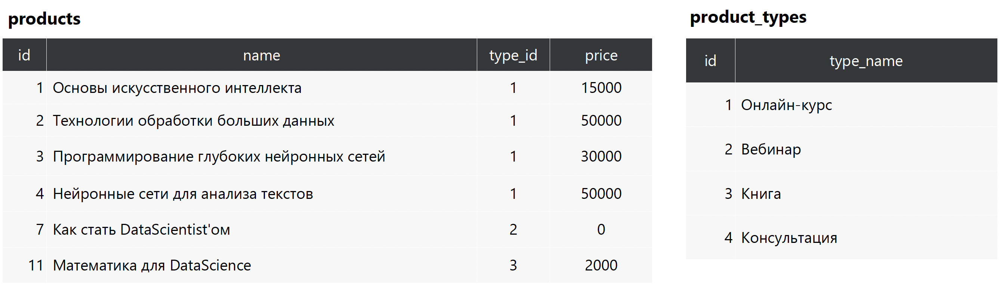 products
id name type_id price
1 Основы искусственного интеллекта 1 15000
2 Технологии обработки больших данных 1 50000
3 Программирование глубоких нейронных сетей 1 30000
4 Нейронные сети для анализа текстов 1 50000
7 Как стать DataScientist'ом 2 0
11 Математика для DataScience 3 2000
product_types
id type_name
1 Онлайн-курс
2 Вебинар
3 Книга
4 Консультация